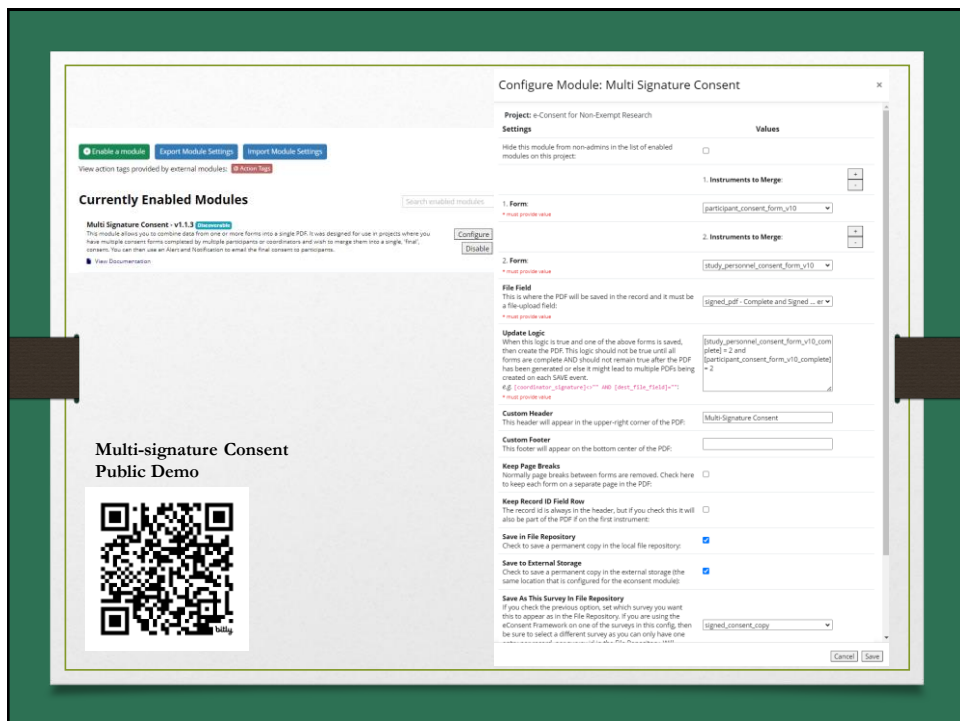 Enable a module
Export Module Settings
Import Module Settings
View action tags provided by external modules:
@ Action Tags
Currently Enabled Modules
Search enabled modules
Multi Signature Consent - v1.1.3 Discoverable
This module allows you to combine data from one or more forms into a single PDF. It was designed for use in projects where you
have multiple consent forms completed by multiple participants or coordinators and wish to merge them into a single, 'final',
consent. You can then use an Alert and Notification to email the final consent to participants.
View Documentation
Configure
Disable
Multi-signature Consent
Public Demo
bitly
Configure Module: Multi Signature Consent
×
Project: e-Consent for Non-Exempt Research
Settings
Values
Hide this module from non-admins in the list of enabled
modules on this project:
1. Instruments to Merge:
+
-
1. Form:
* must provide value
participant_consent_form_v10
2. Instruments to Merge:
+
-
2. Form:
* must provide value
study_personnel_consent_form_v10
File Field
This is where the PDF will be saved in the record and it must be
a file-upload field:
* must provide value
signed_pdf - Complete and Signed ... er
Update Logic
When this logic is true and one of the above forms is saved,
then create the PDF. This logic should not be true until all
forms are complete AND should not remain true after the PDF
has been generated or else it might lead to multiple PDFs being
created on each SAVE event.
e.g. [coordinator_signature]<>"" AND [dest_file_field]="":
* must provide value
[study_personnel_consent_form_v10_com
plete] = 2 and
[participant_consent_form_v10_complete]
= 2
Custom Header
This header will appear in the upper-right corner of the PDF:
Multi-Signature Consent
Custom Footer
This footer will appear on the bottom center of the PDF:
Keep Page Breaks
Normally page breaks between forms are removed. Check here
to keep each form on a separate page in the PDF:
Keep Record ID Field Row
The record id is always in the header, but if you check this it will
also be part of the PDF if on the first instrument:
Save in File Repository
Check to save a permanent copy in the local file repository:
Save to External Storage
Check to save a permanent copy in the external storage (the
same location that is configured for the econsent module):
Save As This Survey In File Repository
If you check the previous option, set which survey you want
this to appear as in the File Repository. If you are using the
eConsent Framework on one of the surveys in this config, then
be sure to select a different survey as you can only have one
signed_consent_copy
Cancel
Save